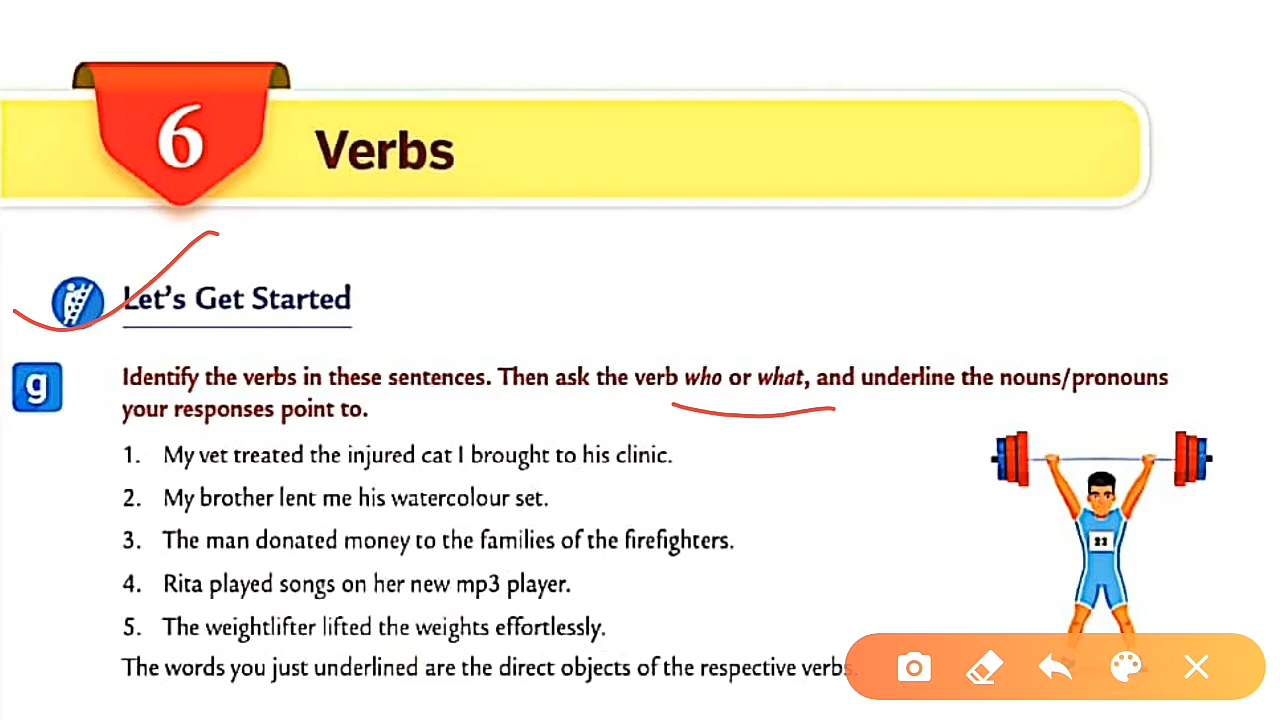 6
Verbs
Let's Get Started
g
Identify the verbs in these sentences. Then ask the verb who or what, and underline the nouns/pronouns
your responses point to.
1. My vet treated the injured cat I brought to his clinic.
2. My brother lent me his watercolour set.
3. The man donated money to the families of the firefighters.
4. Rita played songs on her new mp3 player.
5. The weightlifter lifted the weights effortlessly.
23
The words you just underlined are the direct objects of the respective verbs.